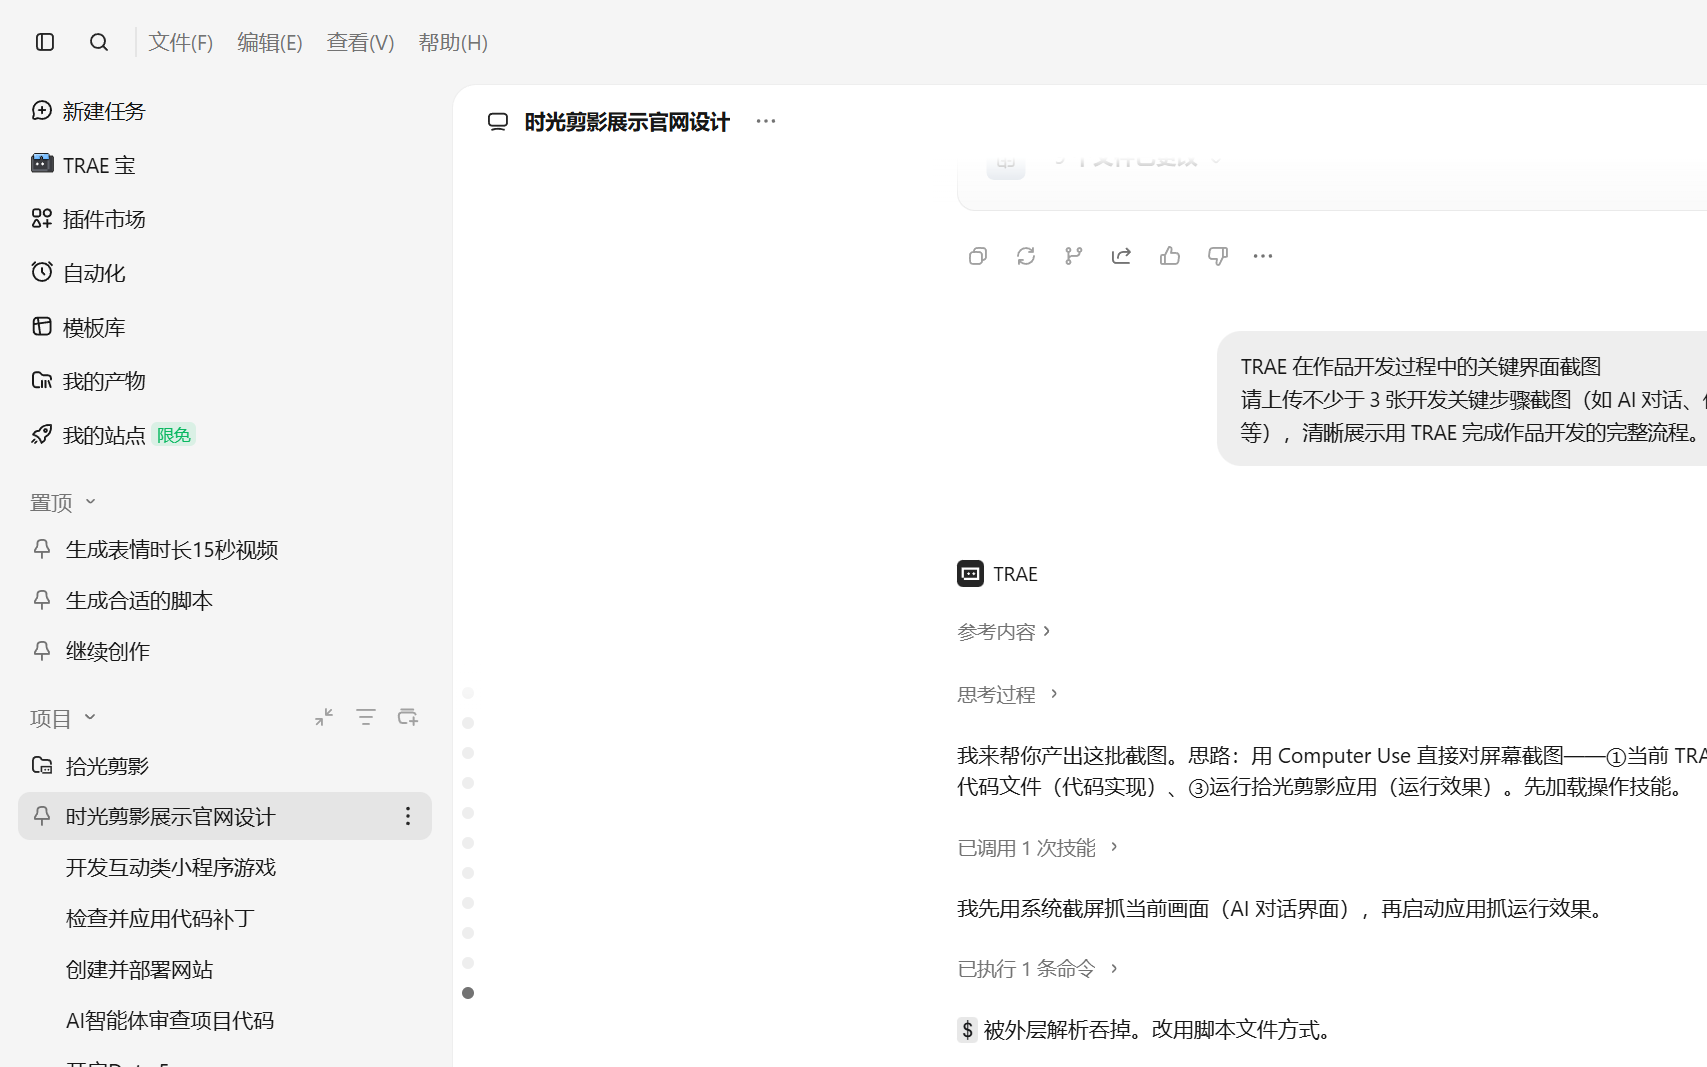 文件(F) 编辑(E) 查看(V) 帮助(H)
新建任务
TRAE 宝
插件市场
自动化
模板库
我的产物
我的站点 限免
置顶
生成表情时长15秒视频
生成合适的脚本
继续创作
项目
拾光剪影
时光剪影展示官网设计
开发互动类小程序游戏
检查并应用代码补丁
创建并部署网站
AI智能体审查项目代码
时光剪影展示官网设计
个文件已更改
TRAE 在作品开发过程中的关键界面截图
请上传不少于 3 张开发关键步骤截图（如 AI 对话、
等），清晰展示用 TRAE 完成作品开发的完整流程。
TRAE
参考内容
思考过程
我来帮你产出这批截图。思路：用 Computer Use 直接对屏幕截图——①当前 TRA
代码文件（代码实现）、③运行拾光剪影应用（运行效果）。先加载操作技能。
已调用 1 次技能
我先用系统截屏抓当前画面（AI 对话界面），再启动应用抓运行效果。
已执行 1 条命令
$ 被外层解析吞掉。改用脚本文件方式。